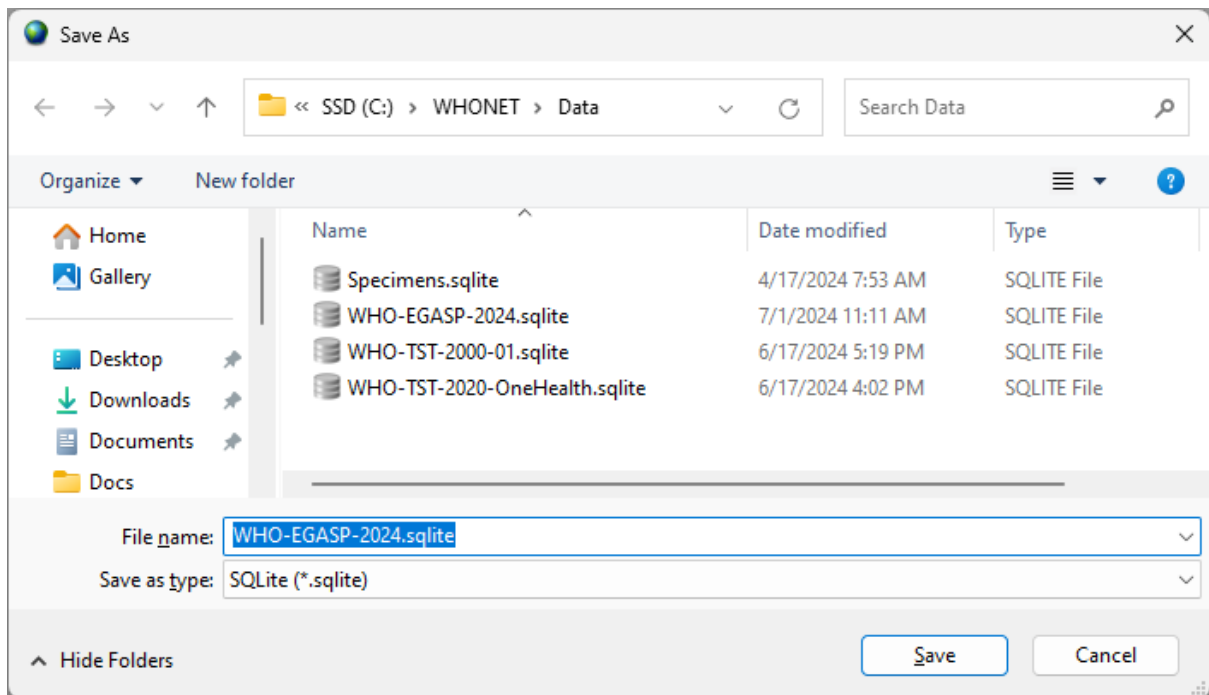 Save As
« SSD (C:) › WHONET › Data
Search Data
Organize
New folder
Name Date modified Type
Home
Gallery
Desktop
Downloads
Documents
Docs
Specimens.sqlite 4/17/2024 7:53 AM SQLITE File
WHO-EGASP-2024.sqlite 7/1/2024 11:11 AM SQLITE File
WHO-TST-2000-01.sqlite 6/17/2024 5:19 PM SQLITE File
WHO-TST-2020-OneHealth.sqlite 6/17/2024 4:02 PM SQLITE File
File name: WHO-EGASP-2024.sqlite
Save as type: SQLite (*.sqlite)
Hide Folders
Save
Cancel